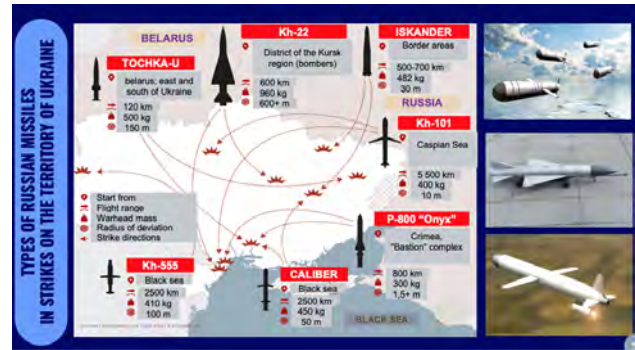 TYPES OF RUSSIAN MISSILES
IN STRIKES ON THE TERRITORY OF UKRAINE
BELARUS
TOCHKA-U
belarus; east and
south of Ukraine
120 km
500 kg
150 m
Kh-22
District of the Kursk
region (bombers)
600 km
960 kg
600+ m
ISKANDER
Border areas
500-700 km
482 kg
30 m
RUSSIA
Kh-101
Caspian Sea
5 500 km
400 kg
10 m
Start from
Flight range
Warhead mass
Radius of deviation
Strike directions
P-800 "Onyx"
Crimea,
"Bastion" complex
800 km
300 kg
1,5+ m
Kh-555
Black sea
2500 km
410 kg
100 m
CALIBER
Black sea
2500 km
450 kg
50 m
BLACK SEA